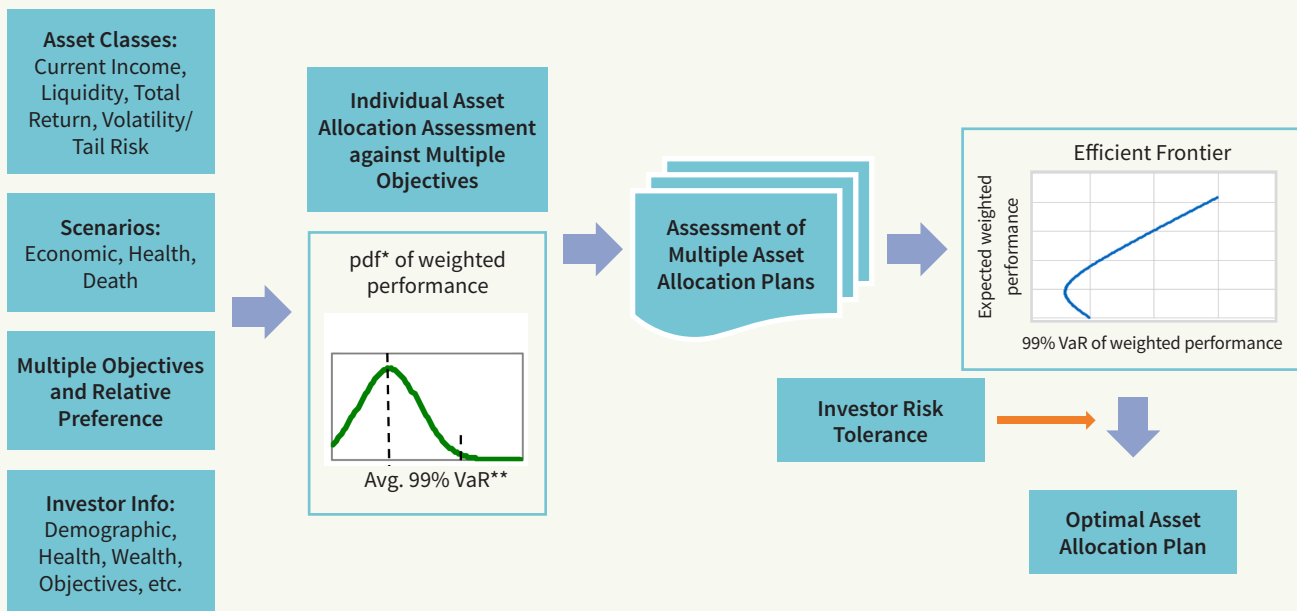 Asset Classes:
Current Income,
Liquidity, Total
Return, Volatility/
Tail Risk
Scenarios:
Economic, Health,
Death
Multiple Objectives
and Relative
Preference
Investor Info:
Demographic,
Health, Wealth,
Objectives, etc.
Individual Asset
Allocation Assessment
against Multiple
Objectives
pdf* of weighted
performance
Avg. 99% VaR**
Assessment of
Multiple Asset
Allocation Plans
Efficient Frontier
Expected weighted
performance
99% VaR of weighted performance
Investor Risk
Tolerance
Optimal Asset
Allocation Plan